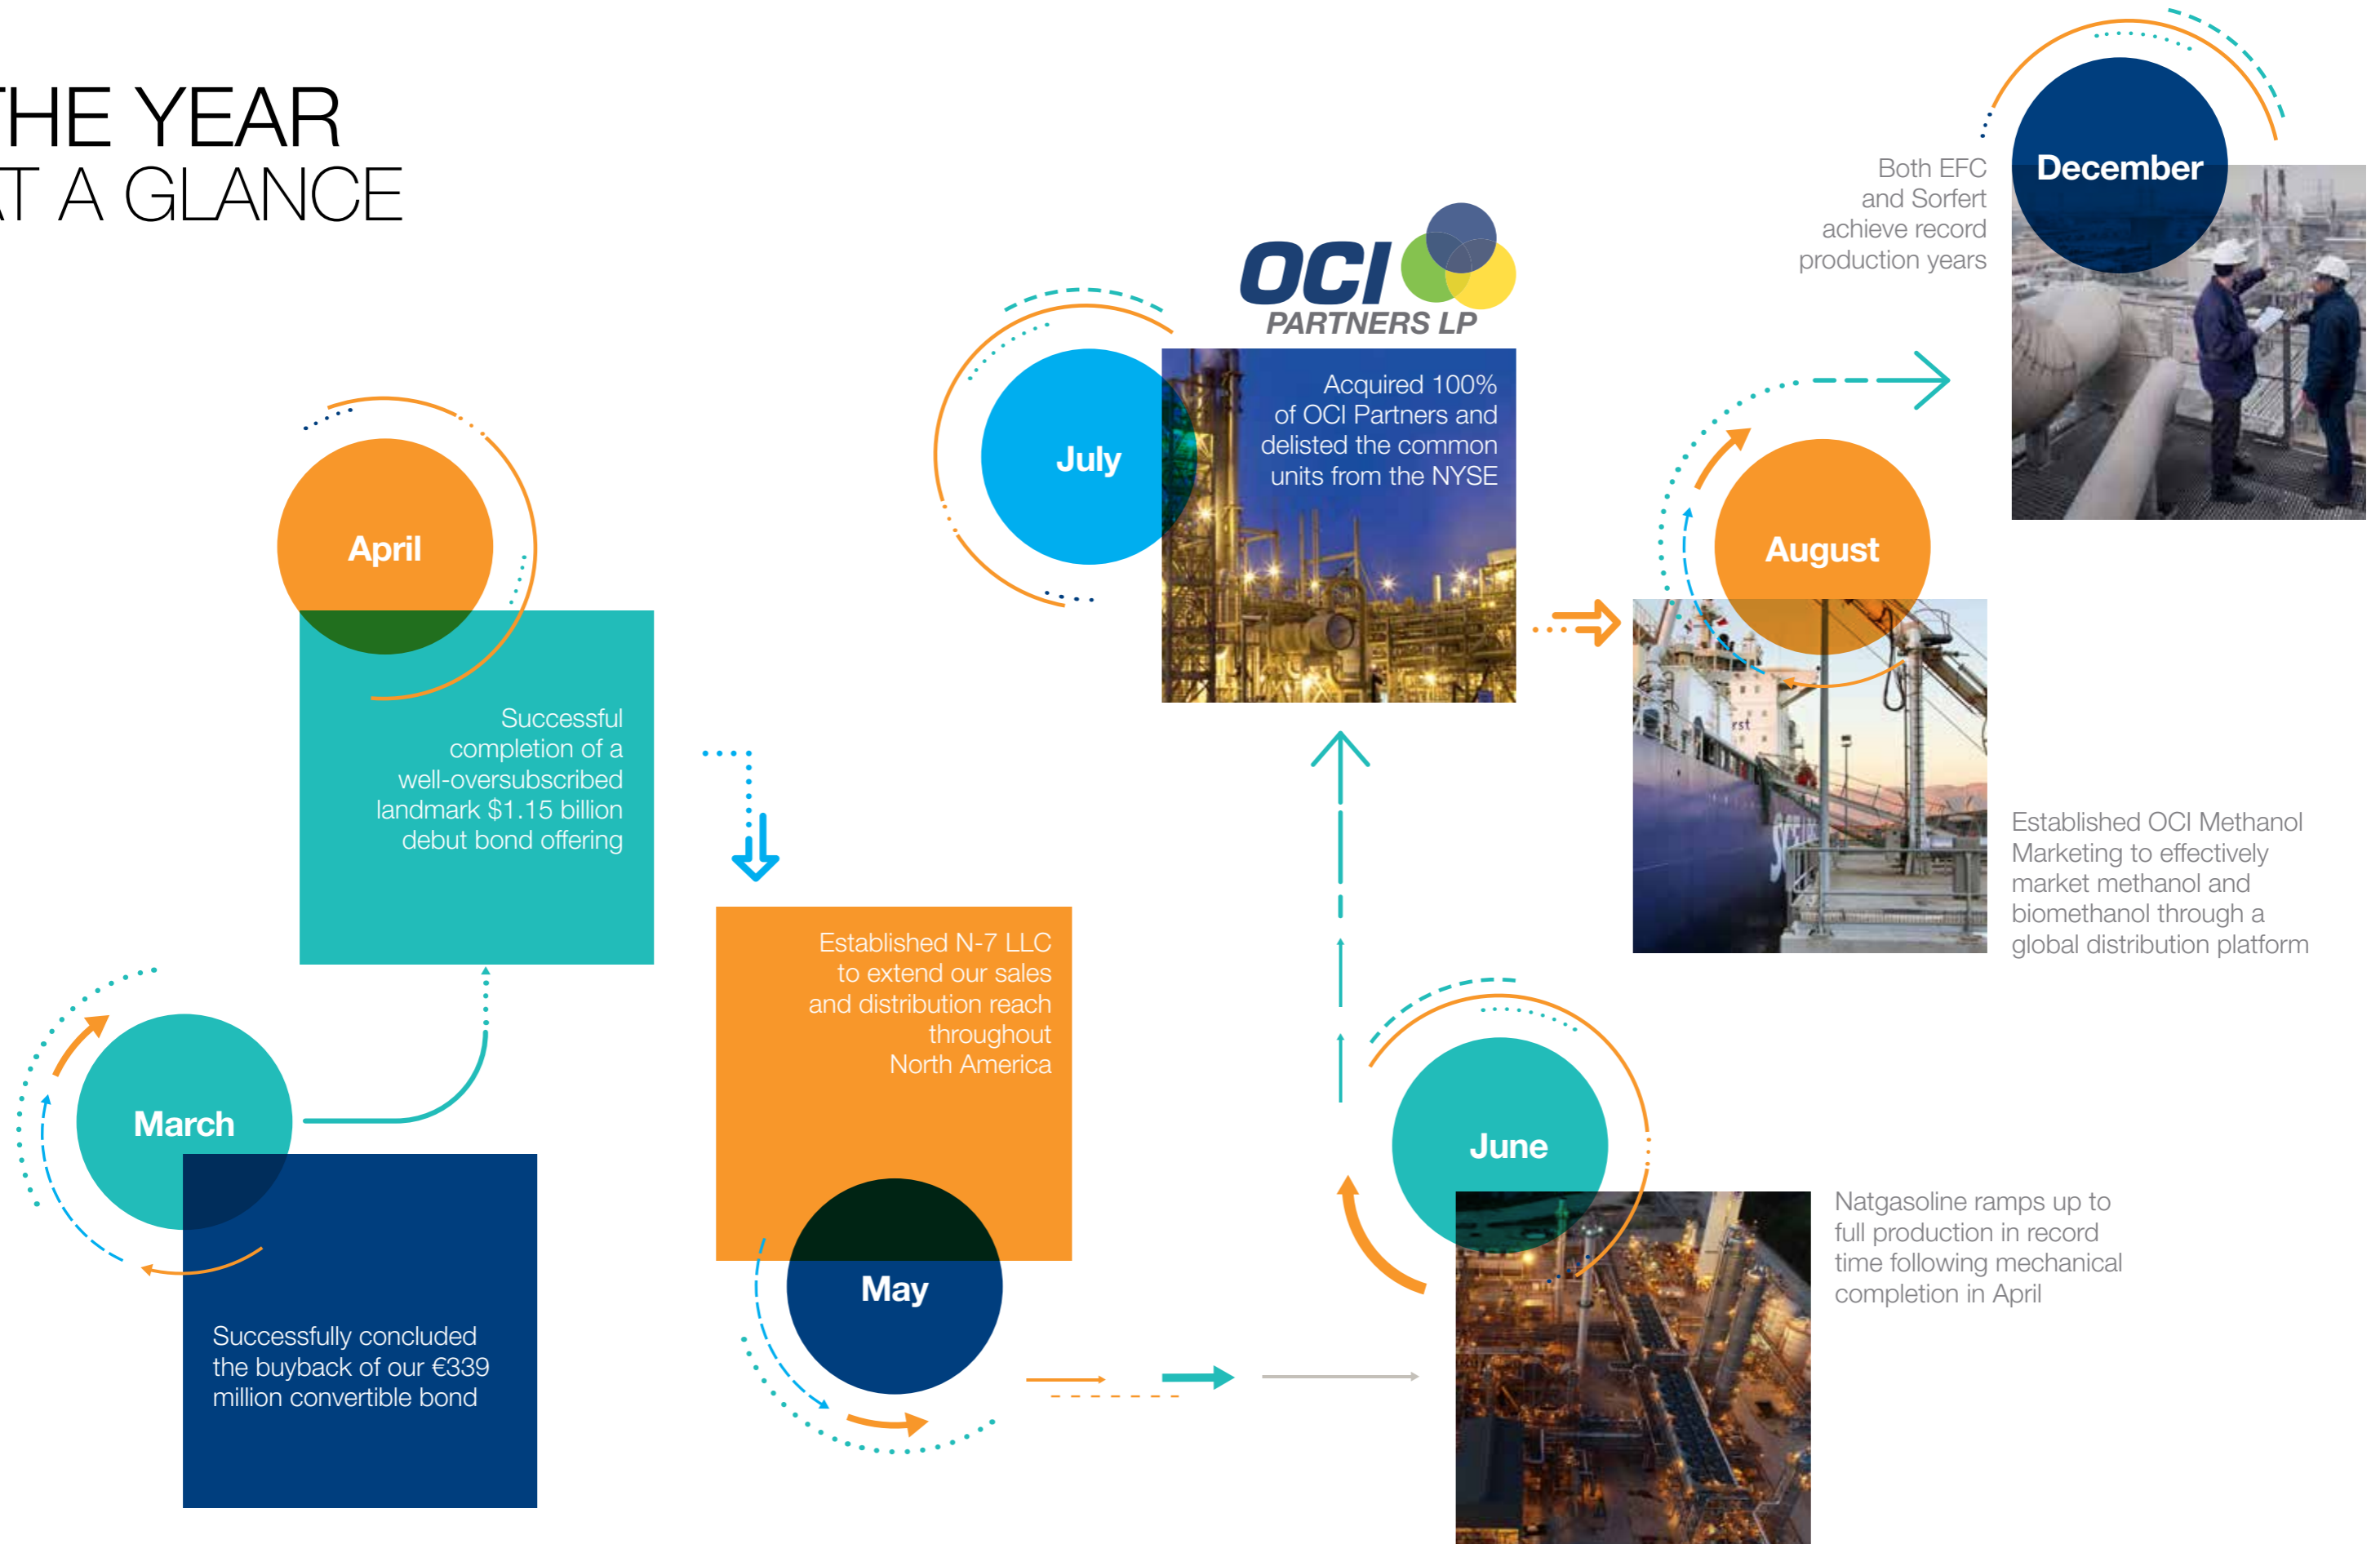 THE YEAR
AT A GLANCE
March
Successfully concluded
the buyback of our €339
million convertible bond
April
Successful
completion of a
well-oversubscribed
landmark $1.15 billion
debut bond offering
Established N-7 LLC
to extend our sales
and distribution reach
throughout
North America
May
June
Natgasoline ramps up to
full production in record
time following mechanical
completion in April
OCI
PARTNERS LP
July
Acquired 100%
of OCI Partners and
delisted the common
units from the NYSE
August
rst
Established OCI Methanol
Marketing to effectively
market methanol and
biomethanol through a
global distribution platform
December
Both EFC
and Sorfert
achieve record
production years